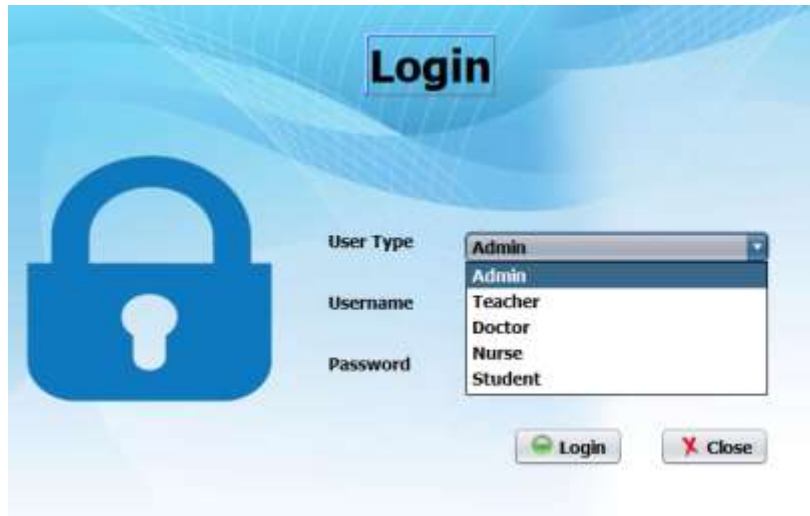 Login
User Type
Admin
Admin
Teacher
Doctor
Nurse
Student
Username
Password
Login
Close